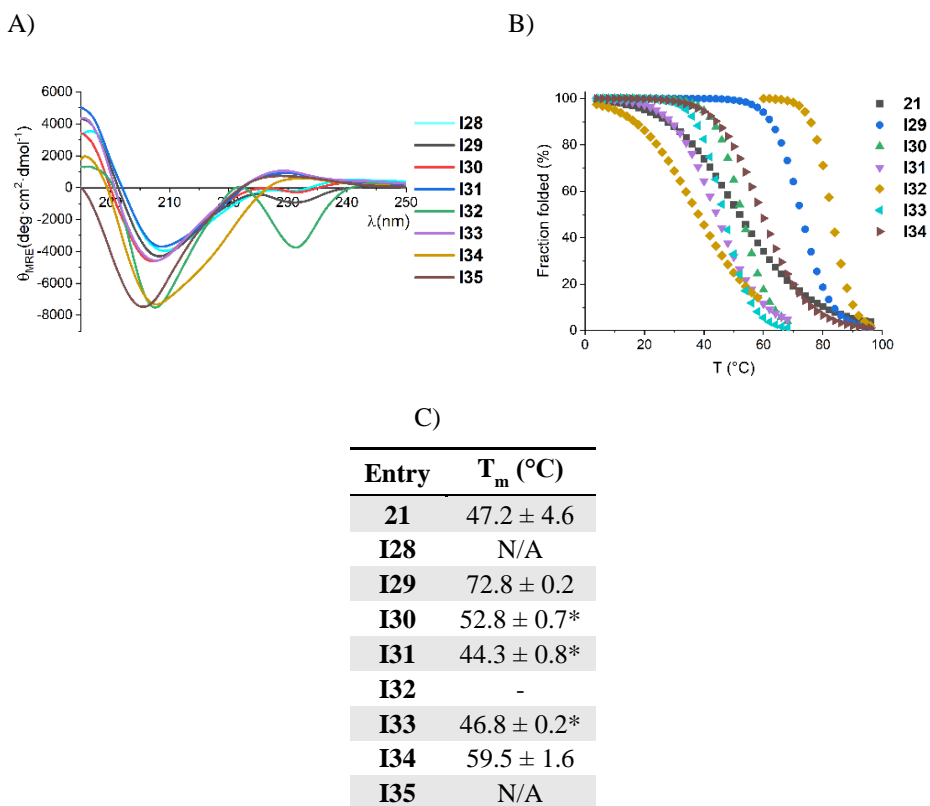 A)
B)
6000
4000
2000
0
-2000
-4000
-6000
-8000
θMRE(deg·cm²·dmol⁻¹)
200
210
220
230
240
250
λ(nm)
I28
I29
I30
I31
I32
I33
I34
I35
100
80
60
40
20
0
Fraction folded (%)
0 20 40 60 80 100
T (°C)
21
I29
I30
I31
I32
I33
I34
C)
Entry Tm (°C)
21 47.2 ± 4.6
I28 N/A
I29 72.8 ± 0.2
I30 52.8 ± 0.7*
I31 44.3 ± 0.8*
I32 -
I33 46.8 ± 0.2*
I34 59.5 ± 1.6
I35 N/A